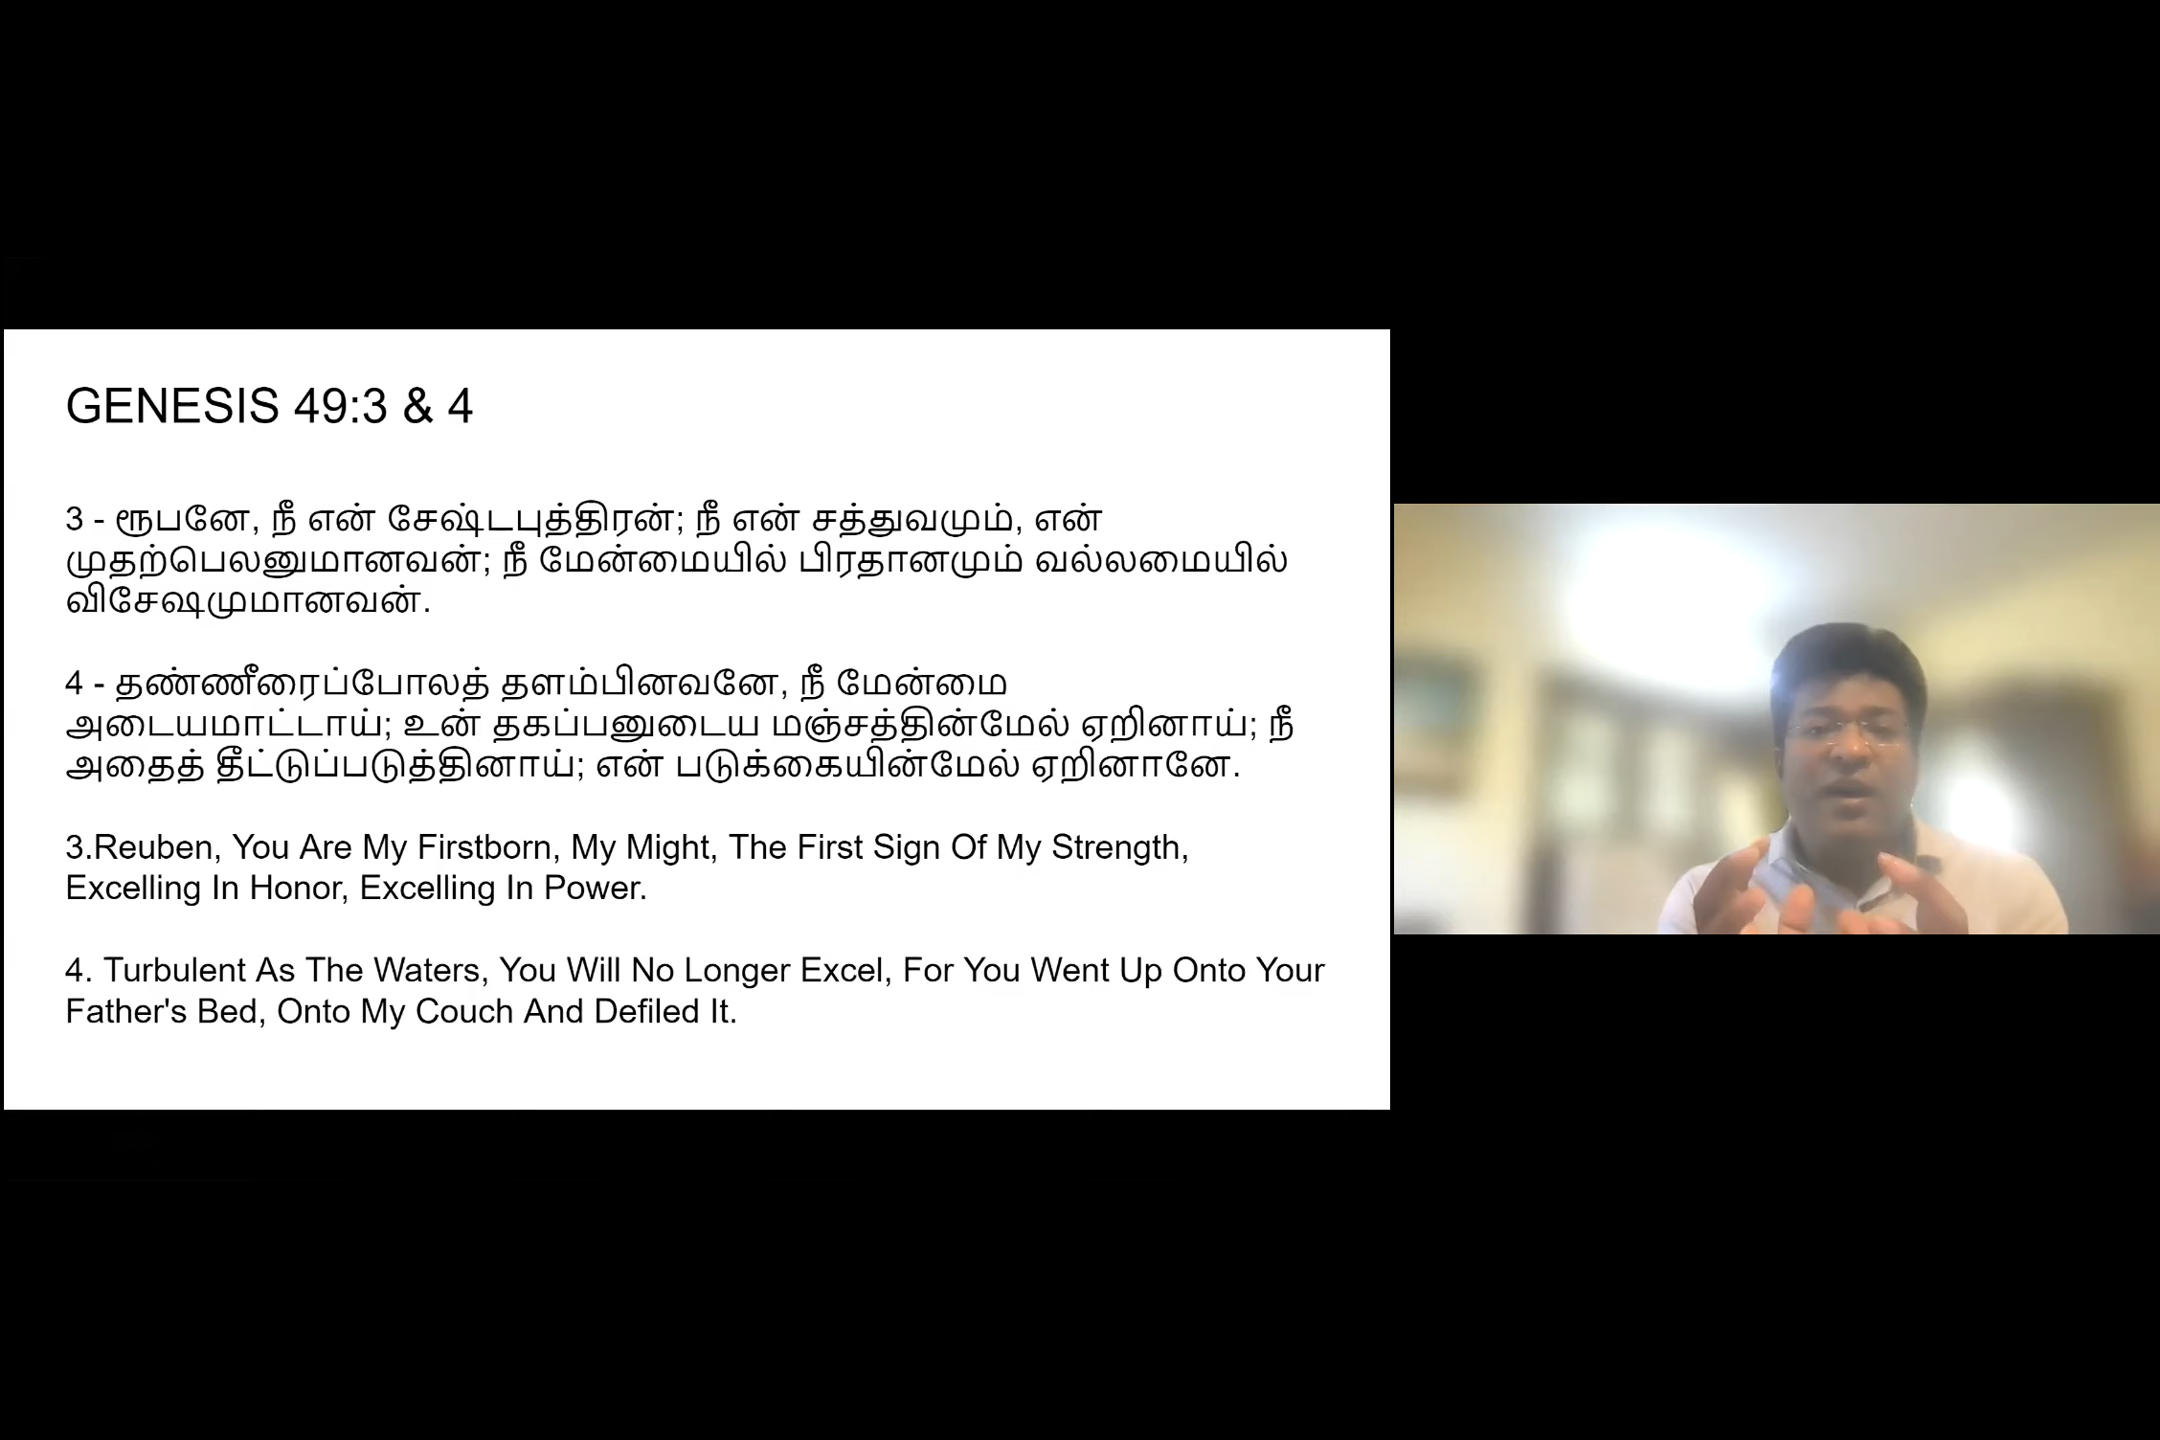 GENESIS 49:3 & 4
3 - ரூபனே, நீ என் சேஷ்டபுத்திரன்; நீ என் சத்துவமும், என்
முதற்பெலனுமானவன்; நீ மேன்மையில் பிரதானமும் வல்லமையில்
விசேஷமுமானவன்.
4 - தண்ணீரைப்போலத் தளம்பினவனே, நீ மேன்மை
அடையமாட்டாய்; உன் தகப்பனுடைய மஞ்சத்தின்மேல் ஏறினாய்; நீ
அதைத் தீட்டுப்படுத்தினாய்; என் படுக்கையின்மேல் ஏறினானே.
3.Reuben, You Are My Firstborn, My Might, The First Sign Of My Strength,
Excelling In Honor, Excelling In Power.
4. Turbulent As The Waters, You Will No Longer Excel, For You Went Up Onto Your
Father's Bed, Onto My Couch And Defiled It.